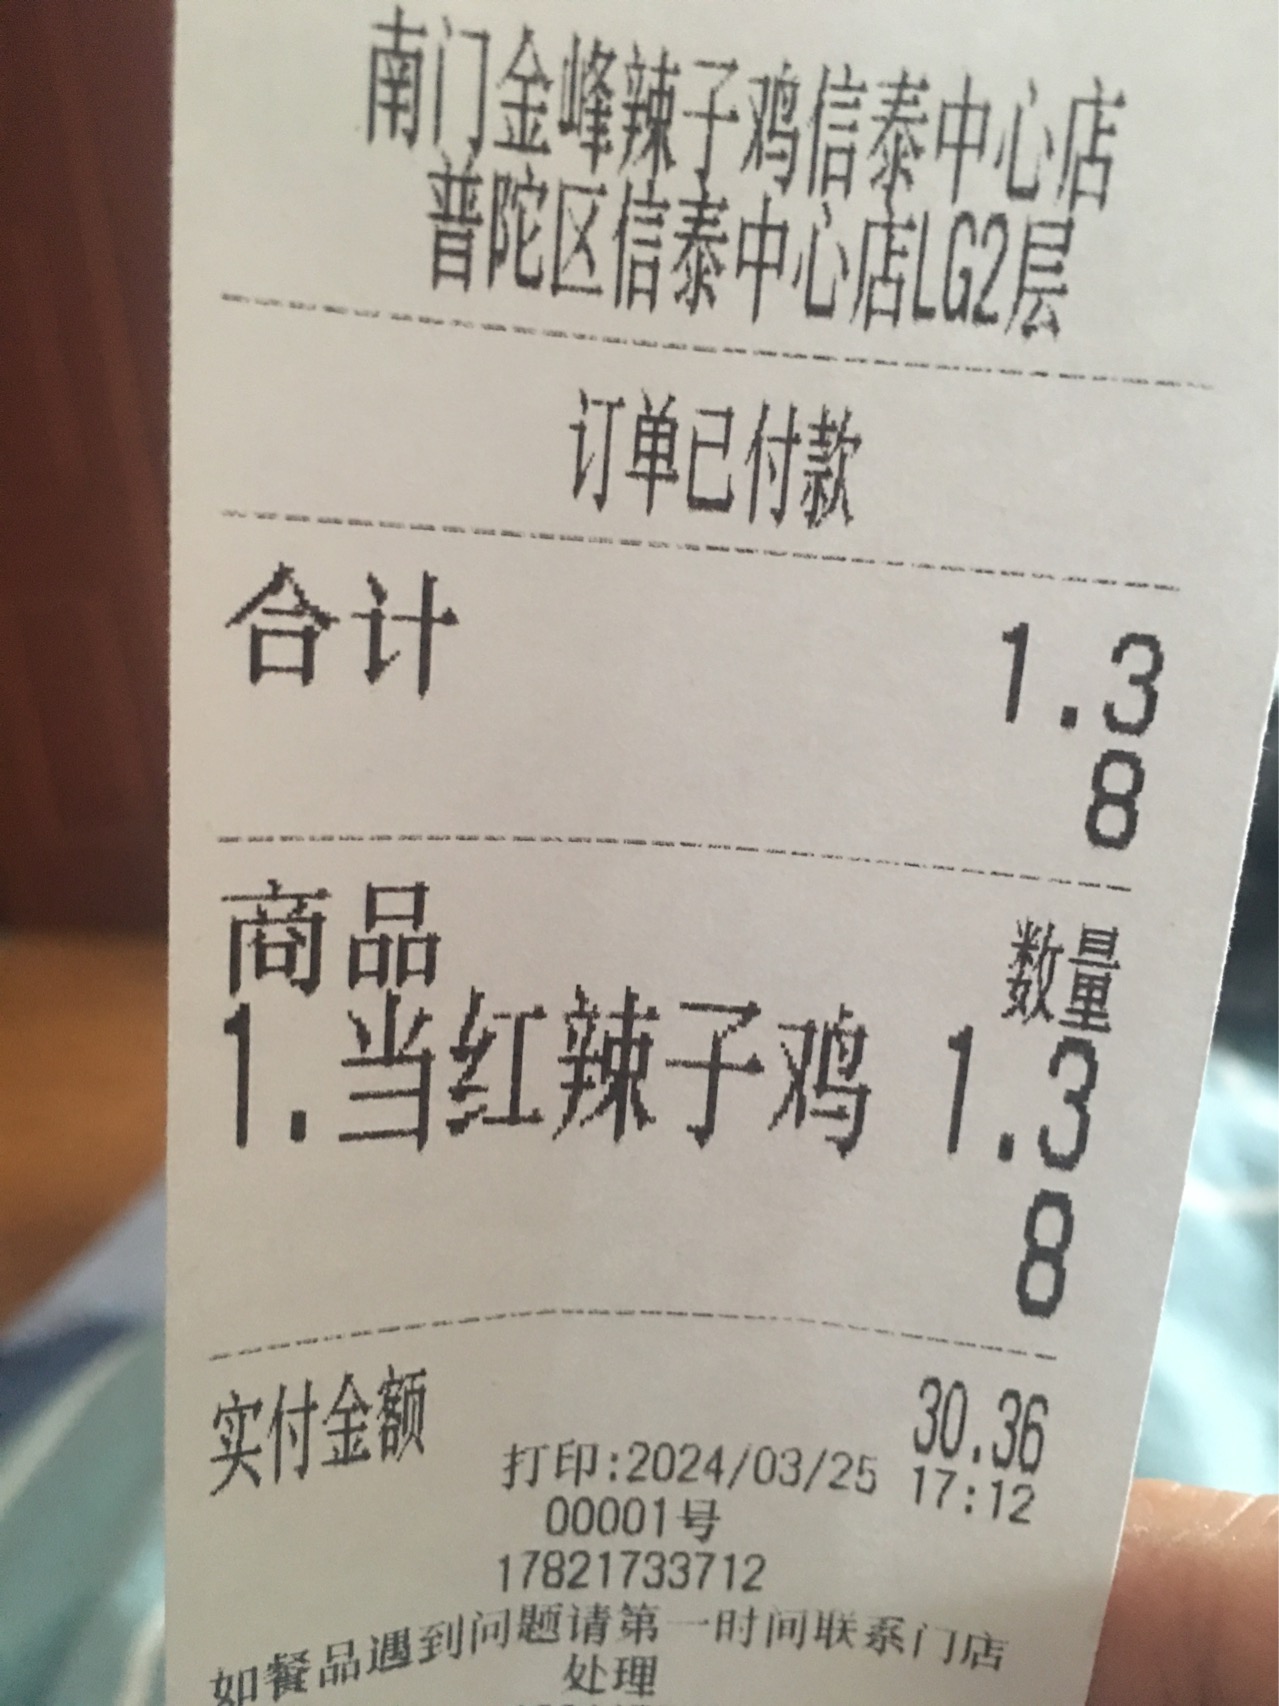 南门金峰辣子鸡信泰中心店
普陀区信泰中心店LG2层
订单已付款
合计 1.3
8
商品 数量
1.当红辣子鸡 1.3
8
实付金额 30.36
打印:2024/03/25 17:12
00001号
17821733712
如餐品遇到问题请第一时间联系门店
处理